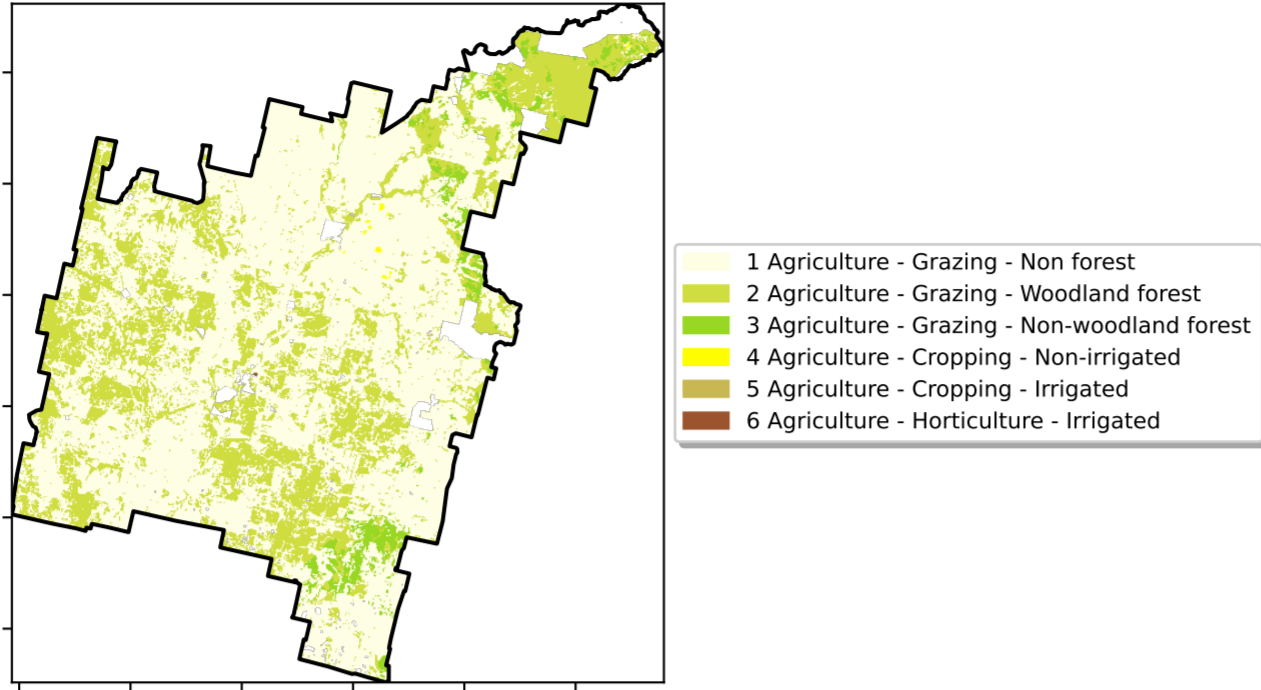 1 Agriculture - Grazing - Non forest
2 Agriculture - Grazing - Woodland forest
3 Agriculture - Grazing - Non-woodland forest
4 Agriculture - Cropping - Non-irrigated
5 Agriculture - Cropping - Irrigated
6 Agriculture - Horticulture - Irrigated